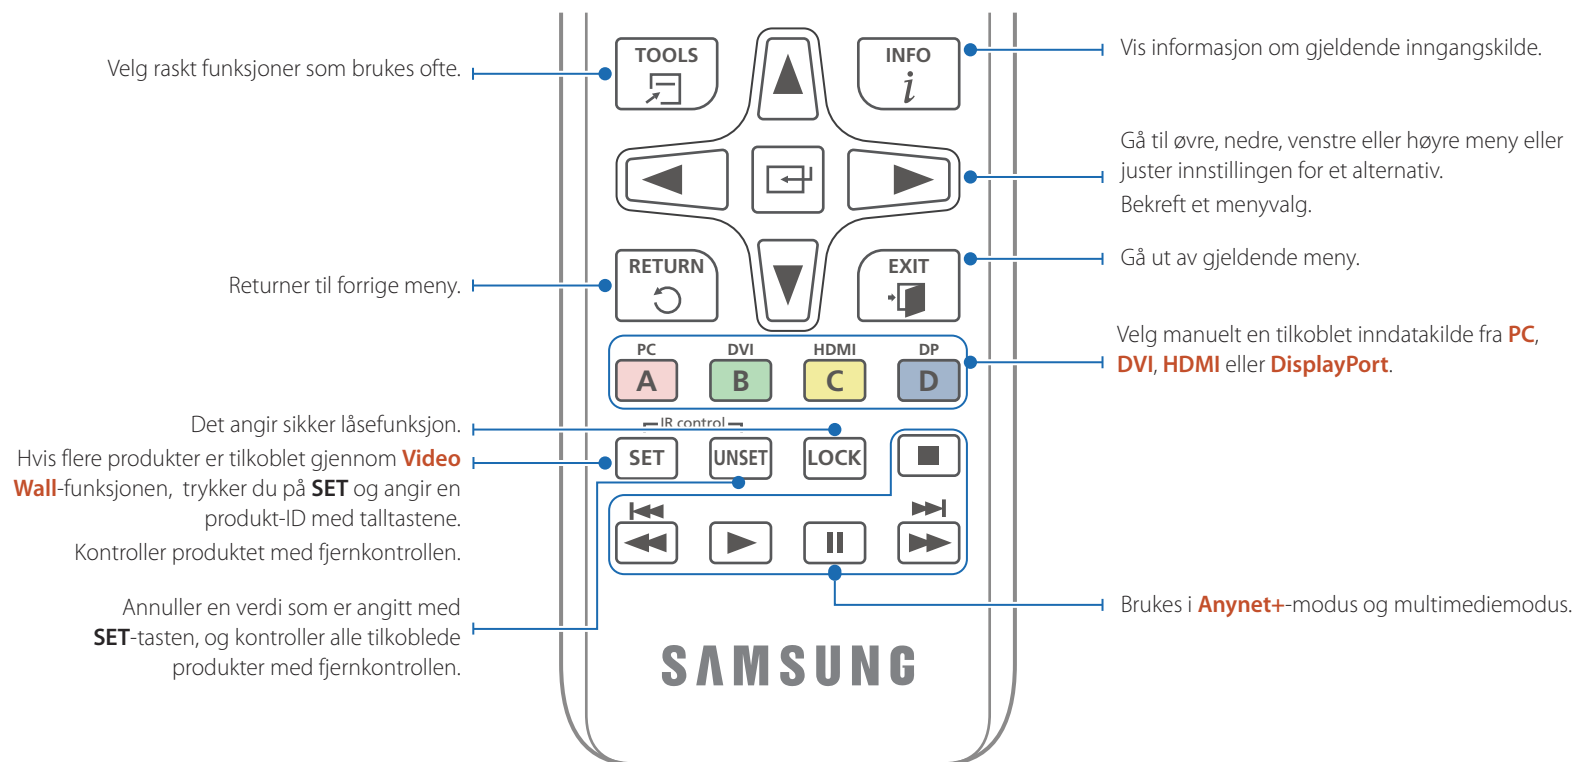 Velg raskt funksjoner som brukes ofte.
TOOLS
INFO
i
Vis informasjon om gjeldende inngangskilde.
Gå til øvre, nedre, venstre eller høyre meny eller
juster innstillingen for et alternativ.
Bekreft et menyvalg.
Returner til forrige meny.
RETURN
EXIT
Gå ut av gjeldende meny.
PC DVI HDMI DP
A B C D
Velg manuelt en tilkoblet inndatakilde fra PC,
DVI, HDMI eller DisplayPort.
Det angir sikker låsefunksjon.
IR control
SET UNSET LOCK
Hvis flere produkter er tilkoblet gjennom Video
Wall-funksjonen, trykker du på SET og angir en
produkt-ID med talltastene.
Kontroller produktet med fjernkontrollen.
Annuller en verdi som er angitt med
SET-tasten, og kontroller alle tilkoblede
produkter med fjernkontrollen.
Brukes i Anynet+-modus og multimediemodus.
SAMSUNG